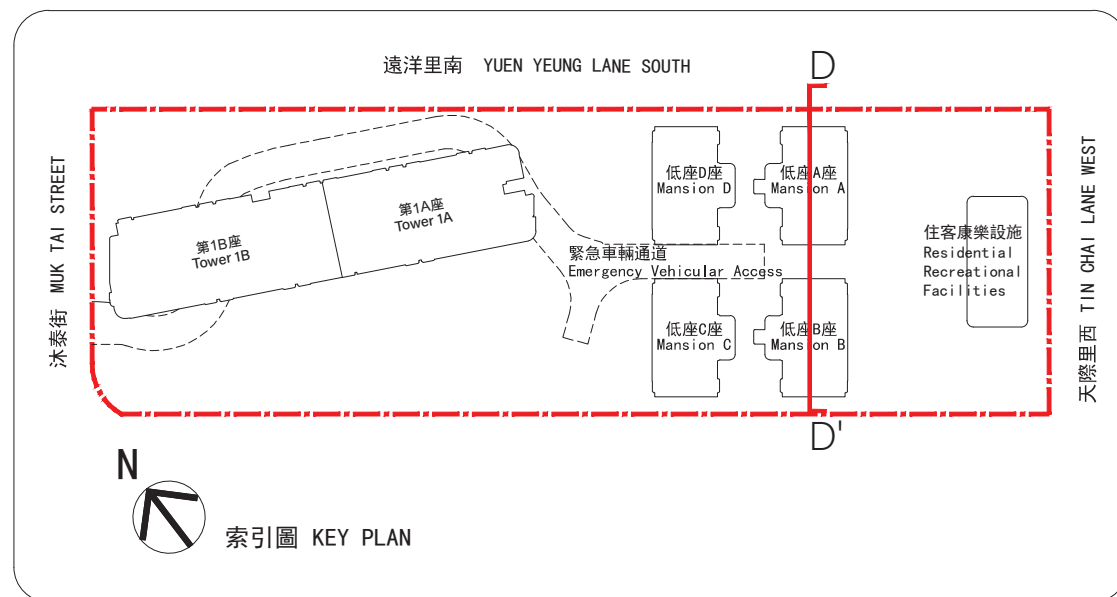 遠洋里南 YUEN YEUNG LANE SOUTH
D
沐泰街 MUK TAI STREET
低座D座
Mansion D
低座A座
Mansion A
第1A座
Tower 1A
第1B座
Tower 1B
緊急車輛通道
Emergency Vehicular Access
住客康樂設施
Residential
Recreational
Facilities
天際里西 TIN CHAI LANE WEST
低座C座
Mansion C
低座B座
Mansion B
D'
N
索引圖 KEY PLAN